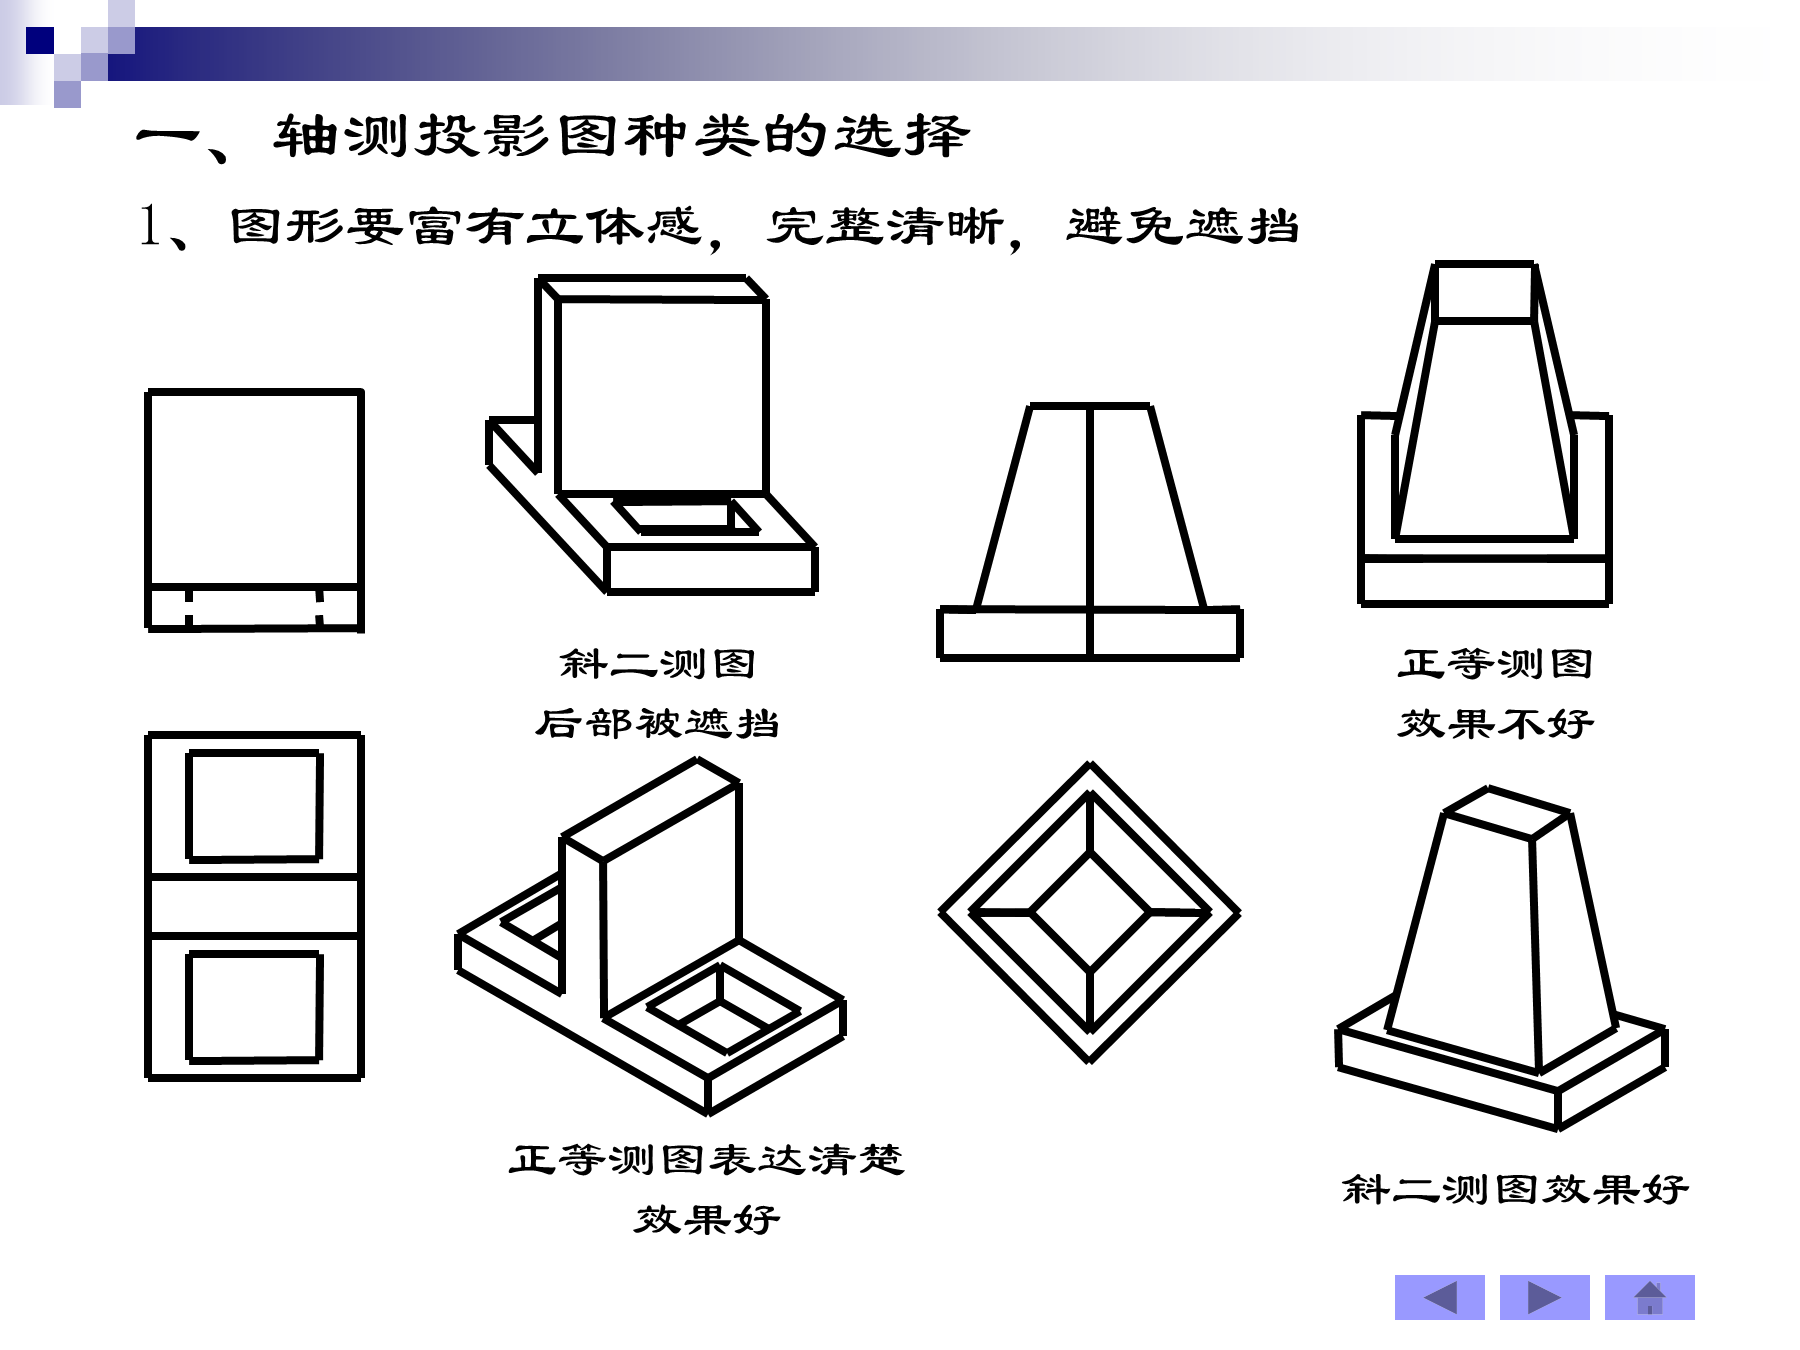 一、轴测投影图种类的选择
1、图形要富有立体感，完整清晰，避免遮挡
斜二测图
后部被遮挡
正等测图
效果不好
正等测图表达清楚
效果好
斜二测图效果好